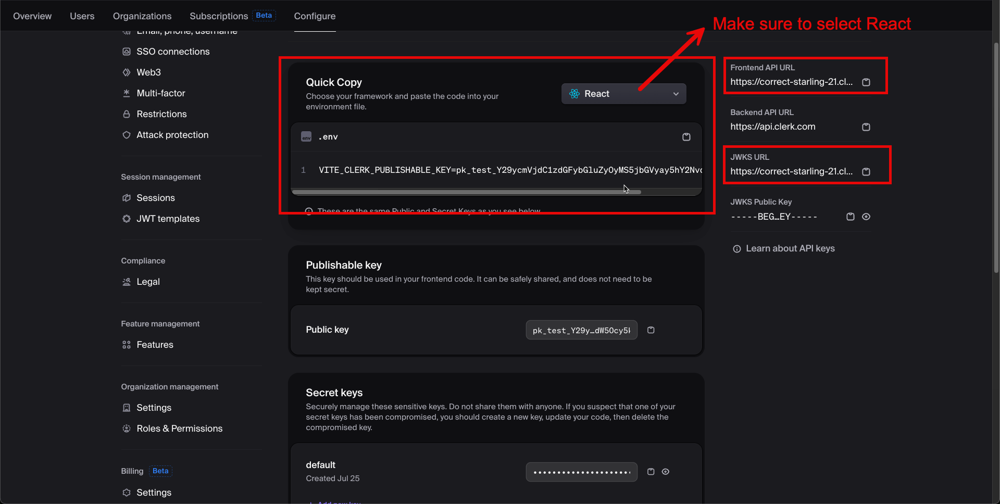 Overview
Users
Organizations
Subscriptions Beta
Configure
Make sure to select React
Email, phone, username
SSO connections
Web3
Multi-factor
Restrictions
Attack protection
Session management
Sessions
JWT templates
Compliance
Legal
Feature management
Features
Organization management
Settings
Roles & Permissions
Billing Beta
Settings
Quick Copy
Choose your framework and paste the code into your
environment file.
React
env .env
1 VITE_CLERK_PUBLISHABLE_KEY=
These are the same Public and Secret Keys as you see below
Publishable key
This key should be used in your frontend code. It can be safely shared, and does not need to be
kept secret.
Public key
pk_test_Y29y…dW5Ocy5
Secret keys
Securely manage these sensitive keys. Do not share them with anyone. If you suspect that one of your
secret keys has been compromised, you should create a new key, update your code, then delete the
compromised key.
default
••••••••••••••••••••
Created Jul 25
+ Add new key
Frontend API URL
https://correct-starling-21.cl...
Backend API URL
https://api.clerk.com
JWKS URL
https://correct-starling-21.cl...
JWKS Public Key
-----BEG…EY-----
Learn about API keys